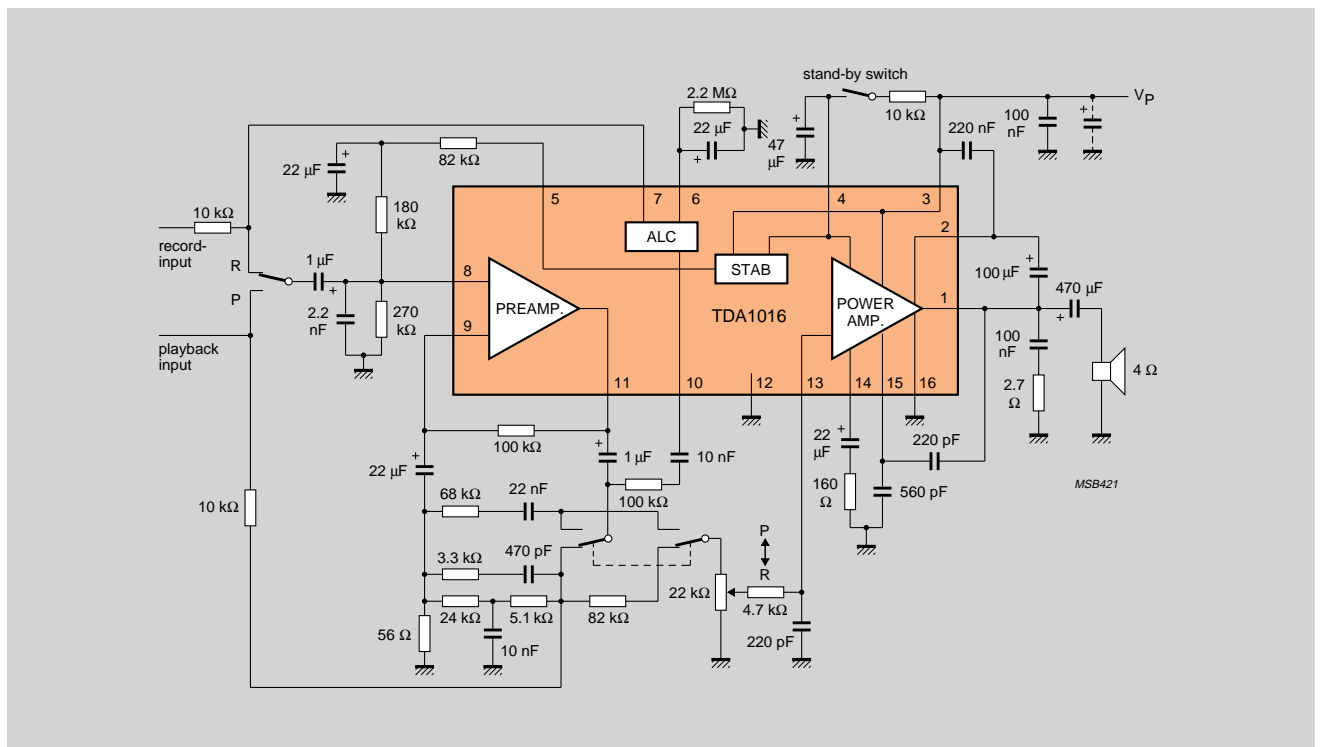 stand-by switch
2.2 MΩ
22 µF
+
47
µF
+
10 kΩ
220 nF
100
nF
+
VP
22 µF
+
82 kΩ
180
kΩ
10 kΩ
record-
input
R
P
1 µF
+
2.2
nF
270
kΩ
playback
input
5
7
6
4
3
2
1
8
9
ALC
STAB
PREAMP.
TDA1016
POWER
AMP.
11
10
12
13
14
15
16
+
100 µF
470 µF
+
100
nF
2.7
Ω
4 Ω
100 kΩ
22 µF
+
+
1 µF
10 nF
100 kΩ
68 kΩ
22 nF
3.3 kΩ
470 pF
24 kΩ
5.1 kΩ
82 kΩ
10 kΩ
56 Ω
10 nF
22 kΩ
P
R
4.7 kΩ
220 pF
22
µF
+
160
Ω
220 pF
560 pF
MSB421